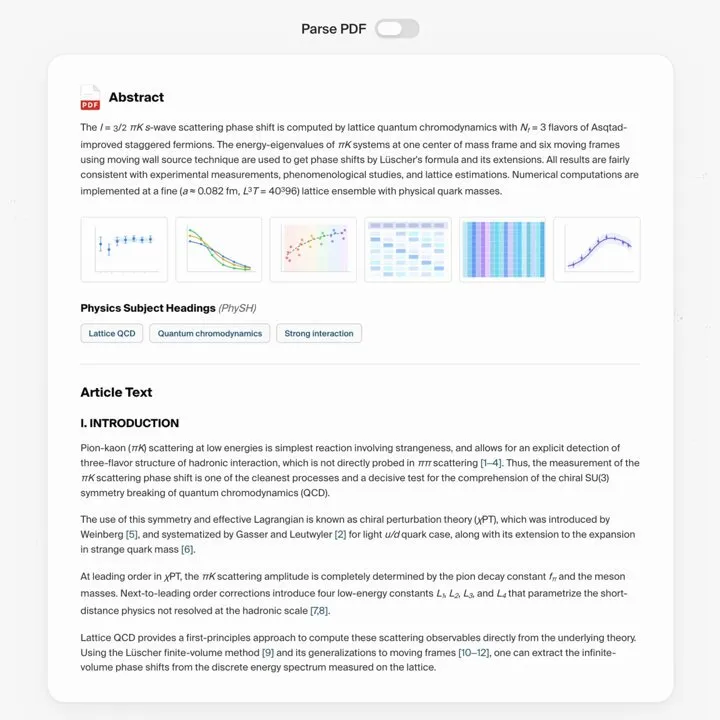 Parse PDF
PDF
Abstract
The I = 3/2 πK s-wave scattering phase shift is computed by lattice quantum chromodynamics with Nf = 3 flavors of Asqtad-
improved staggered fermions. The energy-eigenvalues of πK systems at one center of mass frame and six moving frames
using moving wall source technique are used to get phase shifts by Lüscher's formula and its extensions. All results are fairly
consistent with experimental measurements, phenomenological studies, and lattice estimations. Numerical computations are
implemented at a fine (a ≈ 0.082 fm, L³T = 40³96) lattice ensemble with physical quark masses.
Physics Subject Headings (PhySH)
Lattice QCD Quantum chromodynamics Strong interaction
Article Text
I. INTRODUCTION
Pion-kaon (πK) scattering at low energies is simplest reaction involving strangeness, and allows for an explicit detection of
three-flavor structure of hadronic interaction, which is not directly probed in ππ scattering [1–4]. Thus, the measurement of the
πK scattering phase shift is one of the cleanest processes and a decisive test for the comprehension of the chiral SU(3)
symmetry breaking of quantum chromodynamics (QCD).
The use of this symmetry and effective Lagrangian is known as chiral perturbation theory (χPT), which was introduced by
Weinberg [5], and systematized by Gasser and Leutwyler [2] for light u/d quark case, along with its extension to the expansion
in strange quark mass [6].
At leading order in χPT, the πK scattering amplitude is completely determined by the pion decay constant fπ and the meson
masses. Next-to-leading order corrections introduce four low-energy constants L₁, L₂, L₃, and L₄ that parametrize the short-
distance physics not resolved at the hadronic scale [7,8].
Lattice QCD provides a first-principles approach to compute these scattering observables directly from the underlying theory.
Using the Lüscher finite-volume method [9] and its generalizations to moving frames [10–12], one can extract the infinite-
volume phase shifts from the discrete energy spectrum measured on the lattice.